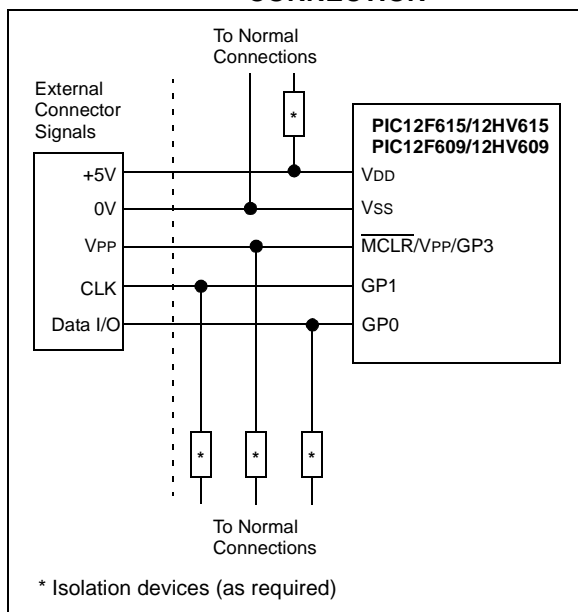 To Normal
Connections
External
Connector
Signals
*
PIC12F615/12HV615
PIC12F609/12HV609
+5V
VDD
0V
VSS
VPP
MCLR/VPP/GP3
CLK
GP1
Data I/O
GP0
* * *
To Normal
Connections
* Isolation devices (as required)